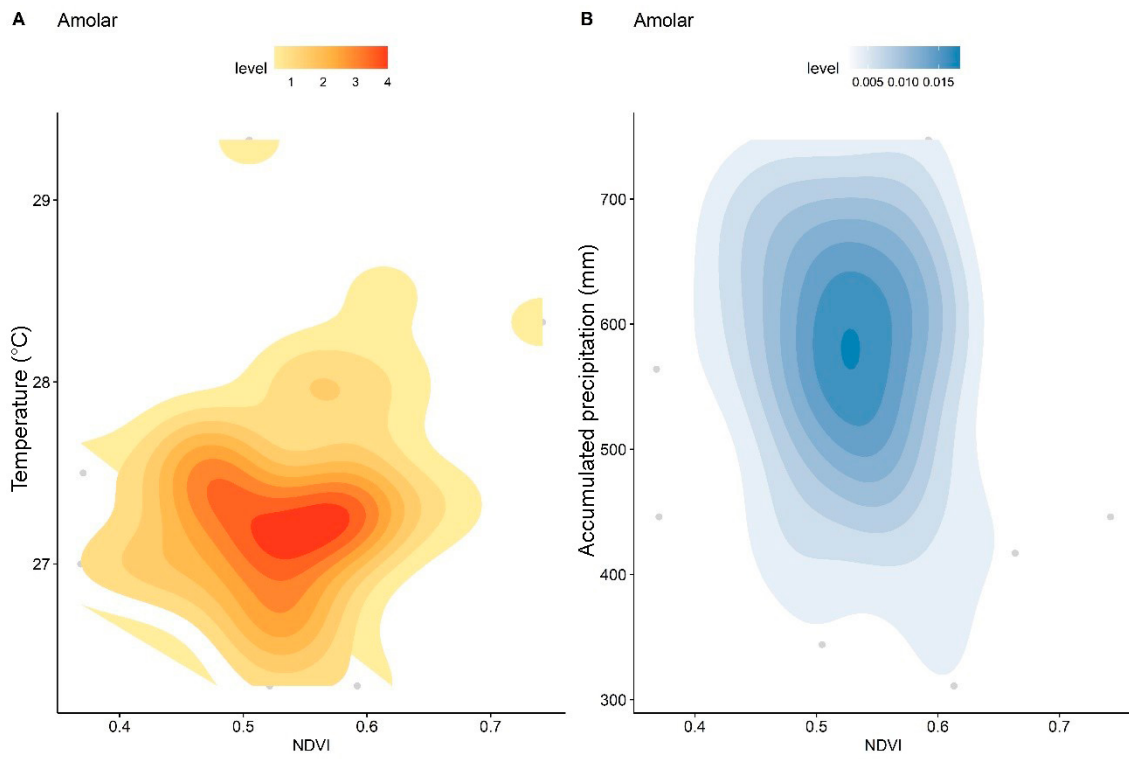 A Amolar
level
1 2 3 4
Temperature (°C)
29
28
27
0.4 0.5 0.6 0.7
NDVI
B Amolar
level
0.005 0.010 0.015
Accumulated precipitation (mm)
700
600
500
400
300
0.4 0.5 0.6 0.7
NDVI